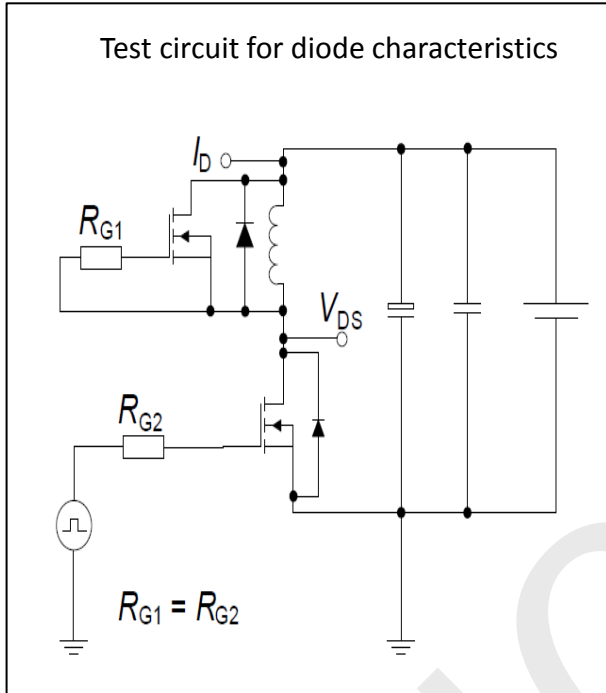 Test circuit for diode characteristics
I_D
R_G1
V_DS
R_G2
R_G1 = R_G2